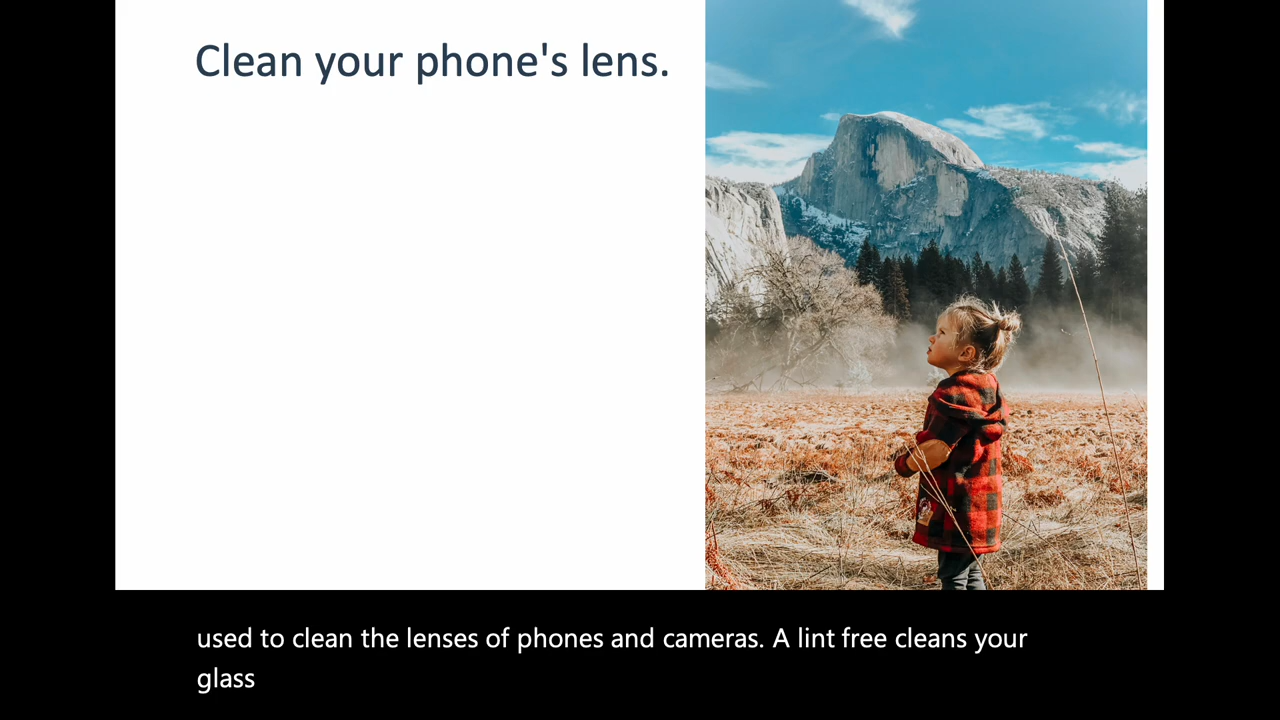 Clean your phone's lens.
used to clean the lenses of phones and cameras. A lint free cleans your
glass